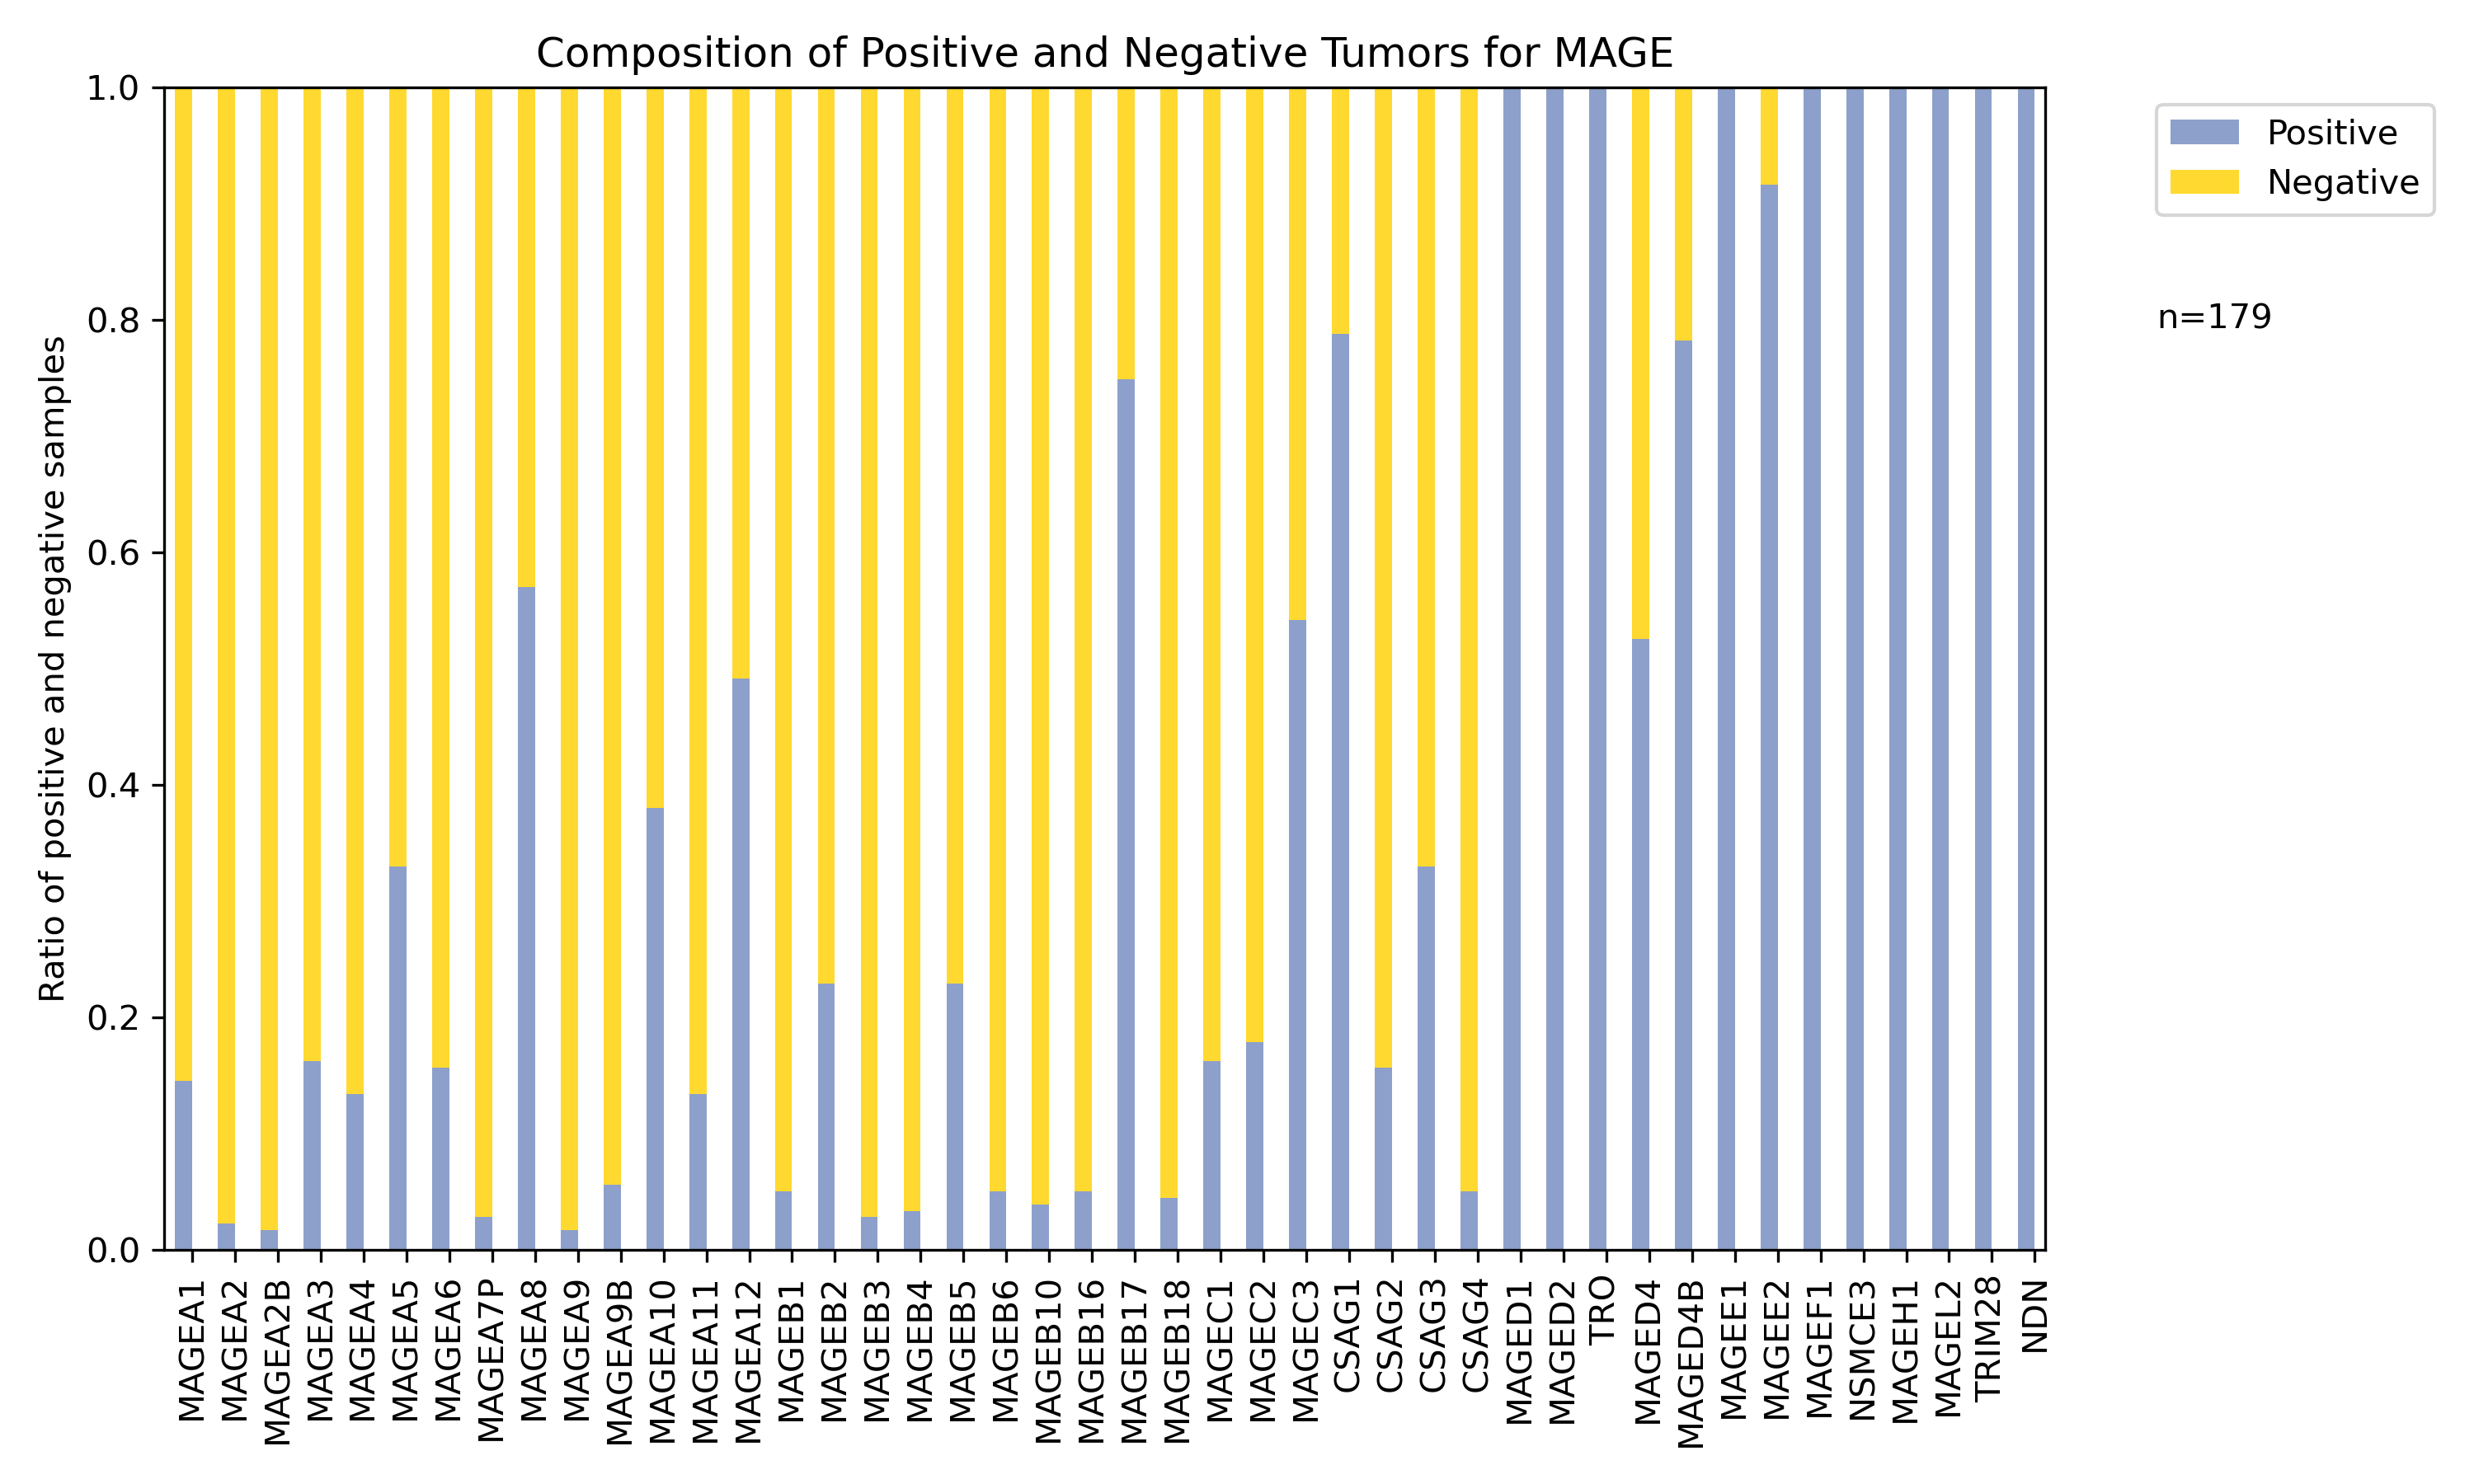 Composition of Positive and Negative Tumors for MAGE
Ratio of positive and negative samples
1.0
0.8
0.6
0.4
0.2
0.0
MAGEA1
MAGEA2
MAGEA2B
MAGEA3
MAGEA4
MAGEA5
MAGEA6
MAGEA7P
MAGEA8
MAGEA9
MAGEA9B
MAGEA10
MAGEA11
MAGEA12
MAGEB1
MAGEB2
MAGEB3
MAGEB4
MAGEB5
MAGEB6
MAGEB10
MAGEB16
MAGEB17
MAGEB18
MAGEC1
MAGEC2
MAGEC3
CSAG1
CSAG2
CSAG3
CSAG4
MAGED1
MAGED2
TRO
MAGED4
MAGED4B
MAGEE1
MAGEE2
MAGEF1
NSMCE3
MAGEH1
MAGEL2
TRIM28
NDN
Positive
Negative
n=179